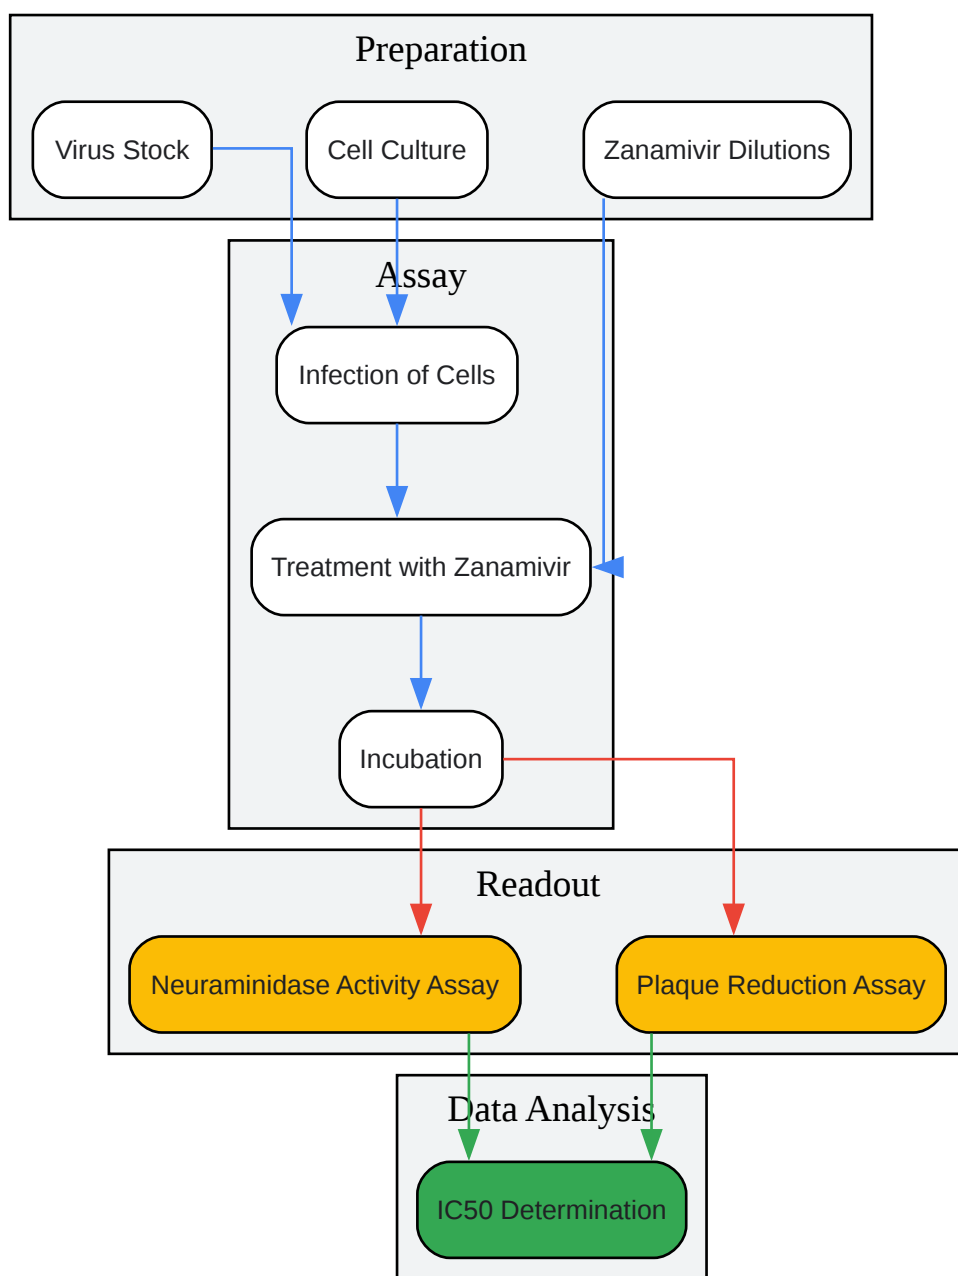 Preparation
Virus Stock
Cell Culture
Zanamivir Dilutions
Assay
Infection of Cells
Treatment with Zanamivir
Incubation
Readout
Neuraminidase Activity Assay
Plaque Reduction Assay
Data Analysis
IC50 Determination